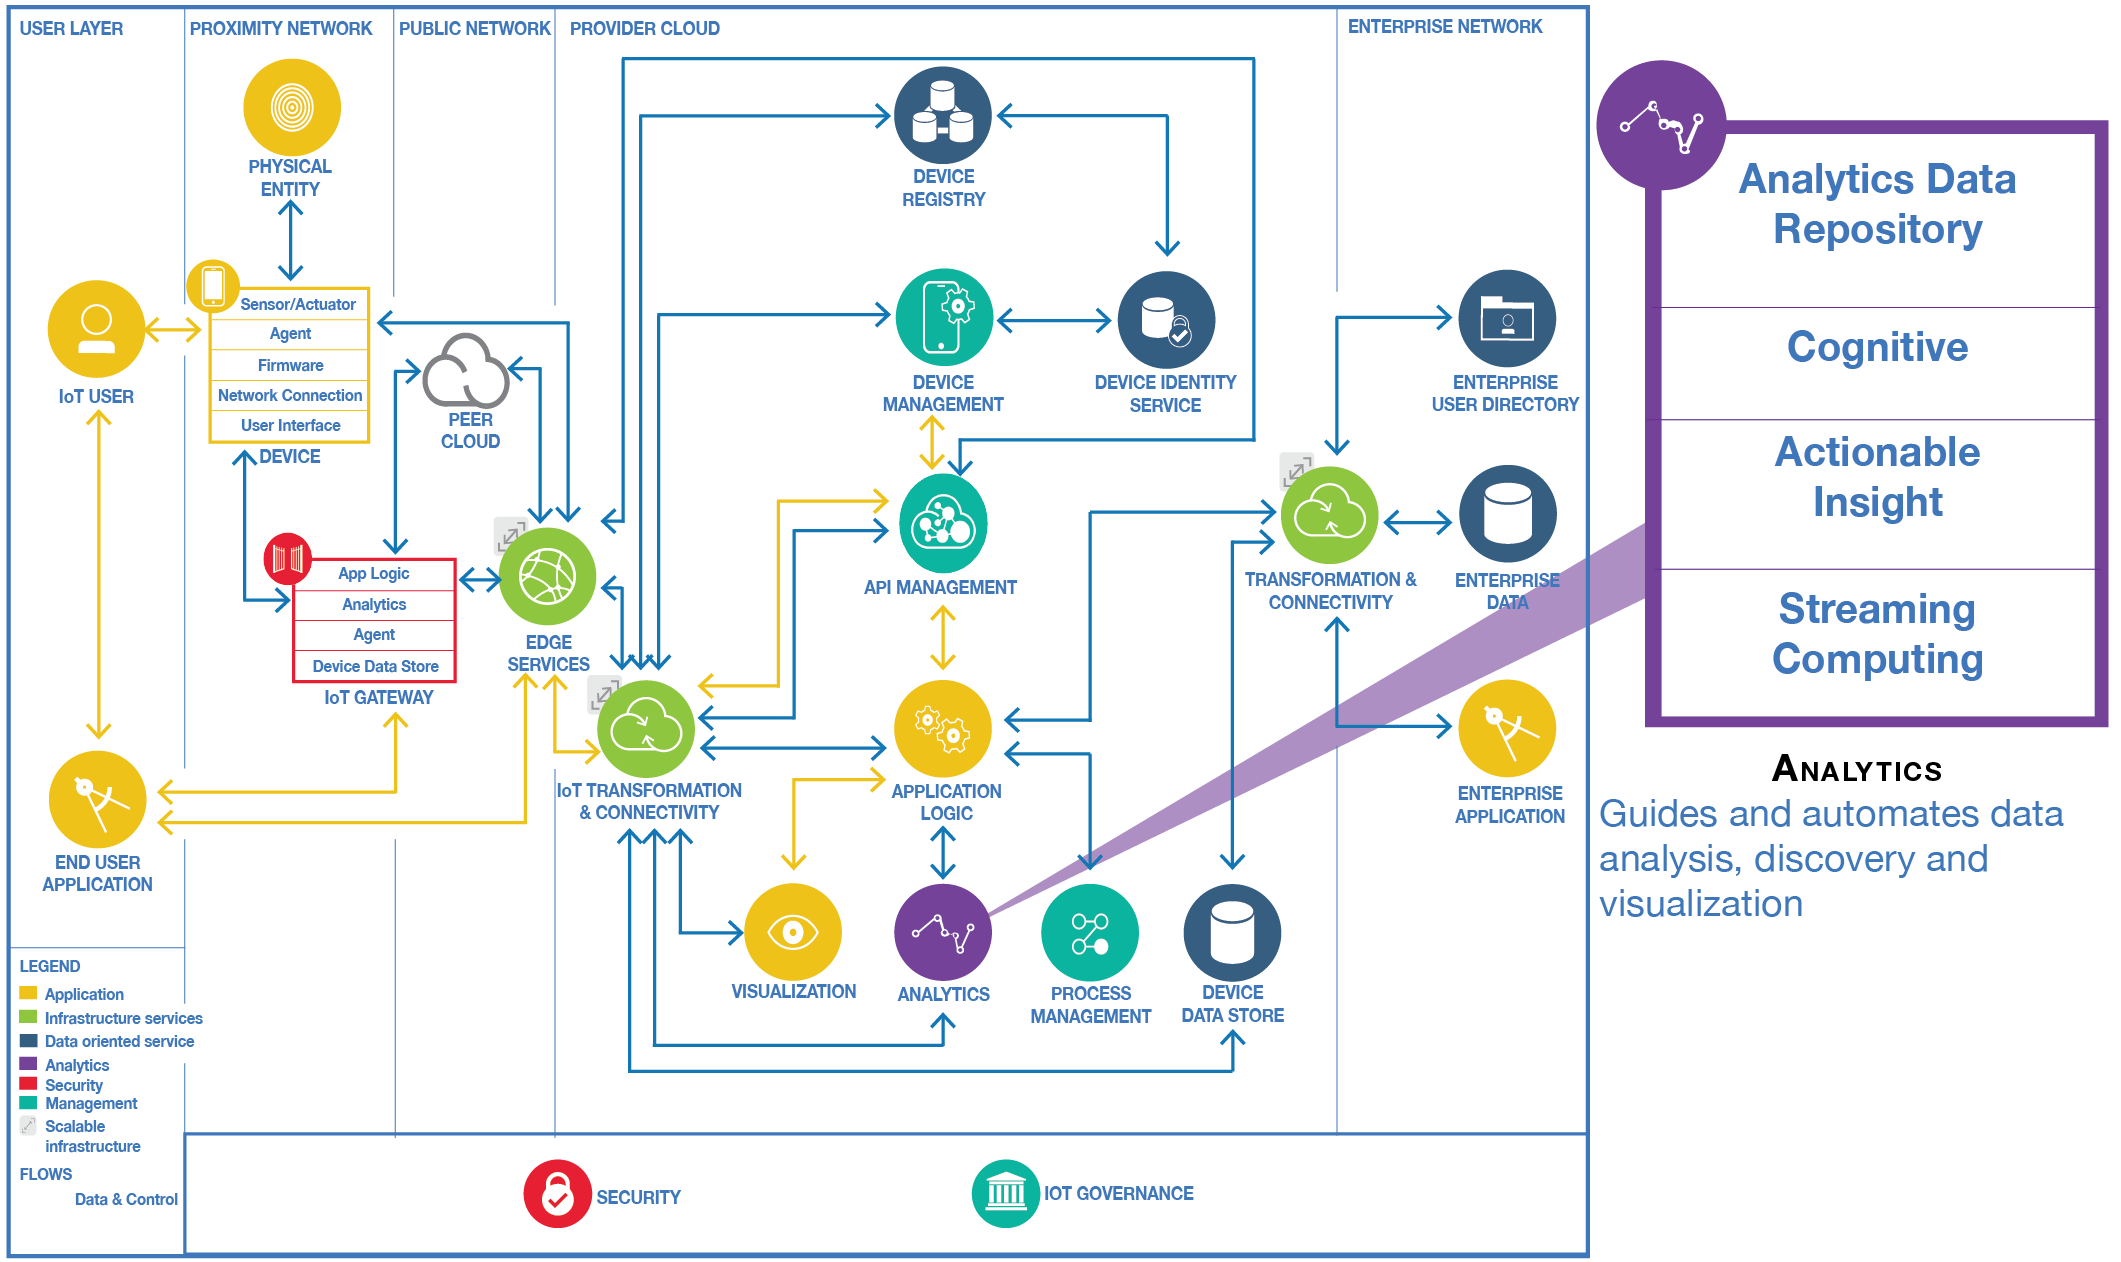 USER LAYER
PROXIMITY NETWORK
PUBLIC NETWORK
PROVIDER CLOUD
ENTERPRISE NETWORK
PHYSICAL
ENTITY
DEVICE
REGISTRY
IoT USER
Sensor/Actuator
Agent
Firmware
Network Connection
User Interface
DEVICE
PEER
CLOUD
DEVICE
MANAGEMENT
DEVICE IDENTITY
SERVICE
ENTERPRISE
USER DIRECTORY
App Logic
Analytics
Agent
Device Data Store
IoT GATEWAY
EDGE
SERVICES
API MANAGEMENT
TRANSFORMATION &
CONNECTIVITY
ENTERPRISE
DATA
END USER
APPLICATION
IoT TRANSFORMATION
& CONNECTIVITY
APPLICATION
LOGIC
ENTERPRISE
APPLICATION
VISUALIZATION
ANALYTICS
PROCESS
MANAGEMENT
DEVICE
DATA STORE
LEGEND
Application
Infrastructure services
Data oriented service
Analytics
Security
Management
Scalable
infrastructure
FLOWS
Data & Control
SECURITY
IOT GOVERNANCE
Analytics Data
Repository
Cognitive
Actionable
Insight
Streaming
Computing
ANALYTICS
Guides and automates data
analysis, discovery and
visualization